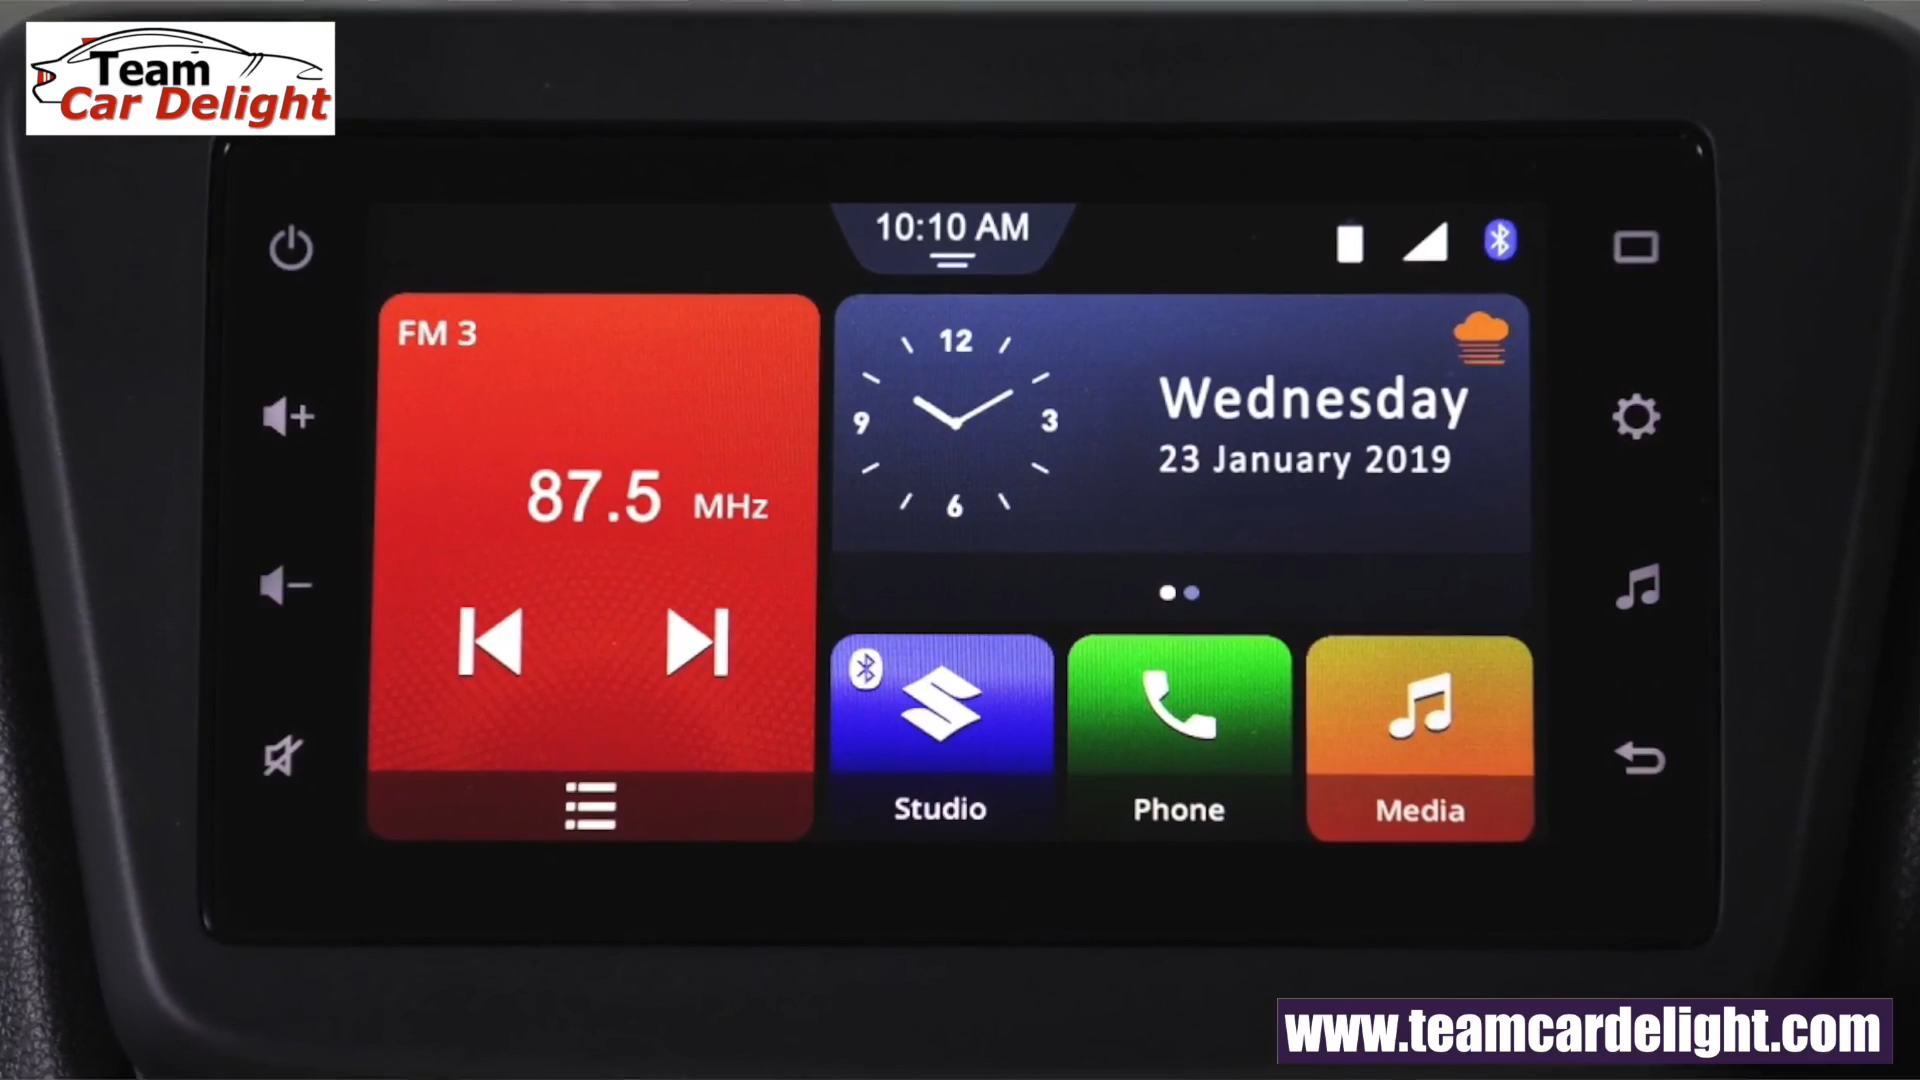 Team
Car Delight
10:10 AM
FM 3
87.5 MHz
12
9
3
6
Wednesday
23 January 2019
Studio
Phone
Media
www.teamcardelight.com